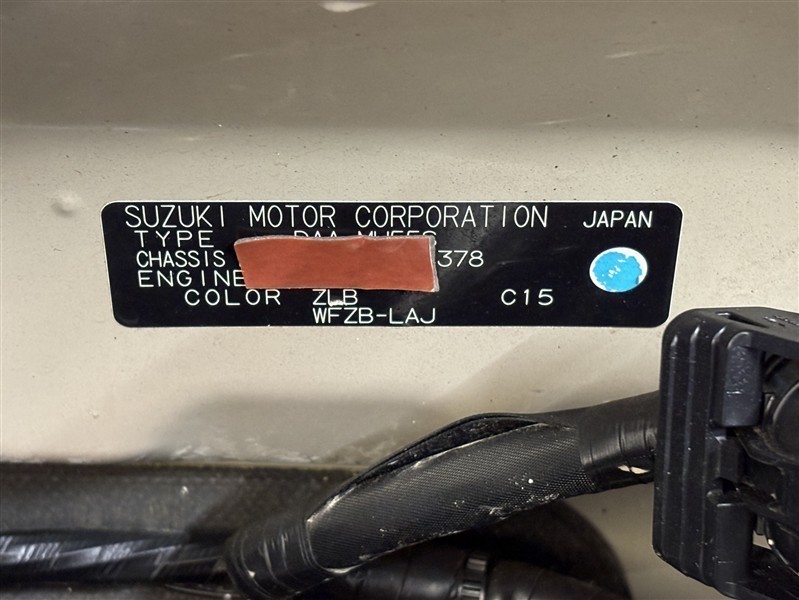 SUZUKI MOTOR CORPORATION JAPAN
TYPE
CHASSIS 378
ENGINE
COLOR ZLB C15
WFZB-LAJ